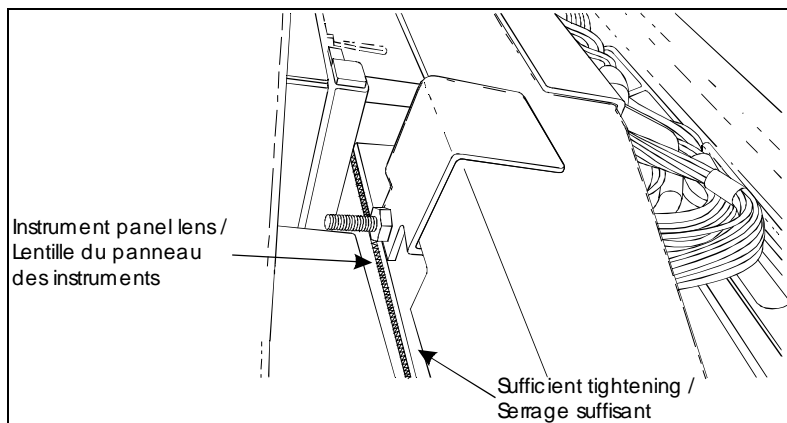 Instrument panel lens /
Lentille du panneau
des instruments
Sufficient tightening /
Serrage suffisant